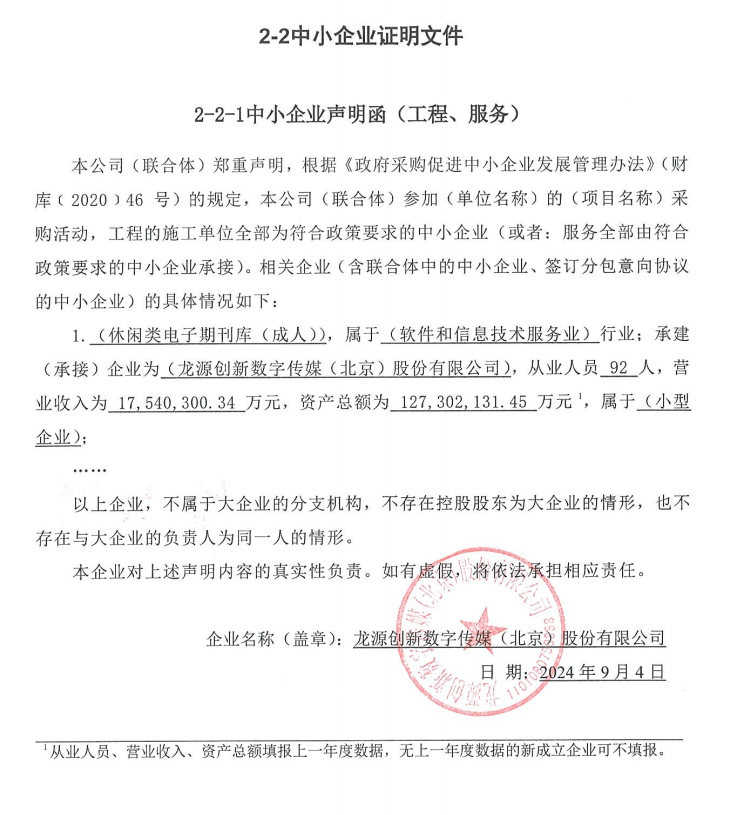 2-2中小企业证明文件
2-2-1中小企业声明函（工程、服务）
本公司（联合体）郑重声明，根据《政府采购促进中小企业发展管理办法》（财
库﹝2020﹞46 号）的规定，本公司（联合体）参加（单位名称）的（项目名称）采
购活动，工程的施工单位全部为符合政策要求的中小企业（或者：服务全部由符合
政策要求的中小企业承接）。相关企业（含联合体中的中小企业、签订分包意向协议
的中小企业）的具体情况如下：
1. （休闲类电子期刊库（成人）），属于（软件和信息技术服务业）行业；承建
（承接）企业为（龙源创新数字传媒（北京）股份有限公司），从业人员 92 人，营
业收入为 17,540,300.34 万元，资产总额为 127,302,131.45 万元¹，属于（小型
企业）；
……
以上企业，不属于大企业的分支机构，不存在控股股东为大企业的情形，也不
存在与大企业的负责人为同一人的情形。
本企业对上述声明内容的真实性负责。如有虚假，将依法承担相应责任。
企业名称（盖章）：龙源创新数字传媒（北京）股份有限公司
日 期：2024 年 9 月 4 日
龙源创新数字传媒（北京）股份有限公司
¹从业人员、营业收入、资产总额填报上一年度数据，无上一年度数据的新成立企业可不填报。